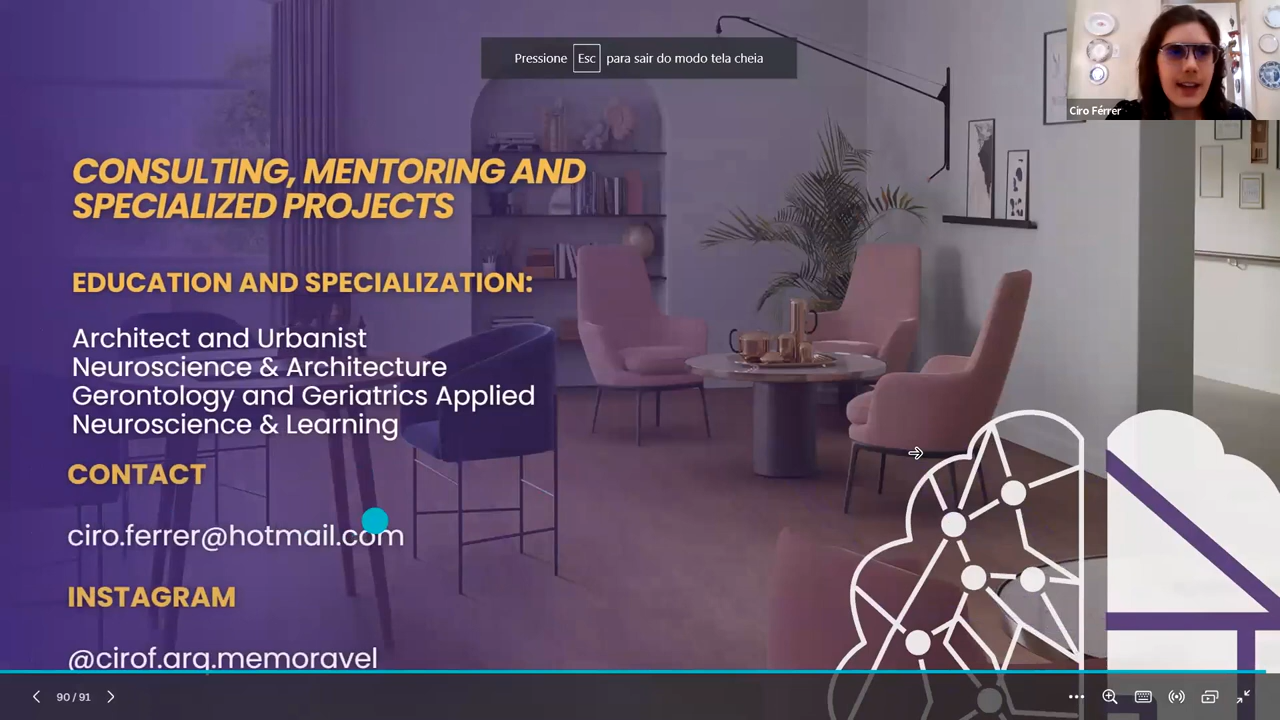 Pressione Esc para sair do modo tela cheia
Ciro Férrer
CONSULTING, MENTORING AND
SPECIALIZED PROJECTS
EDUCATION AND SPECIALIZATION:
Architect and Urbanist
Neuroscience & Architecture
Gerontology and Geriatrics Applied
Neuroscience & Learning
CONTACT
ciro.ferrer@hotmail.com
INSTAGRAM
@cirof.arq.memoravel
90 / 91